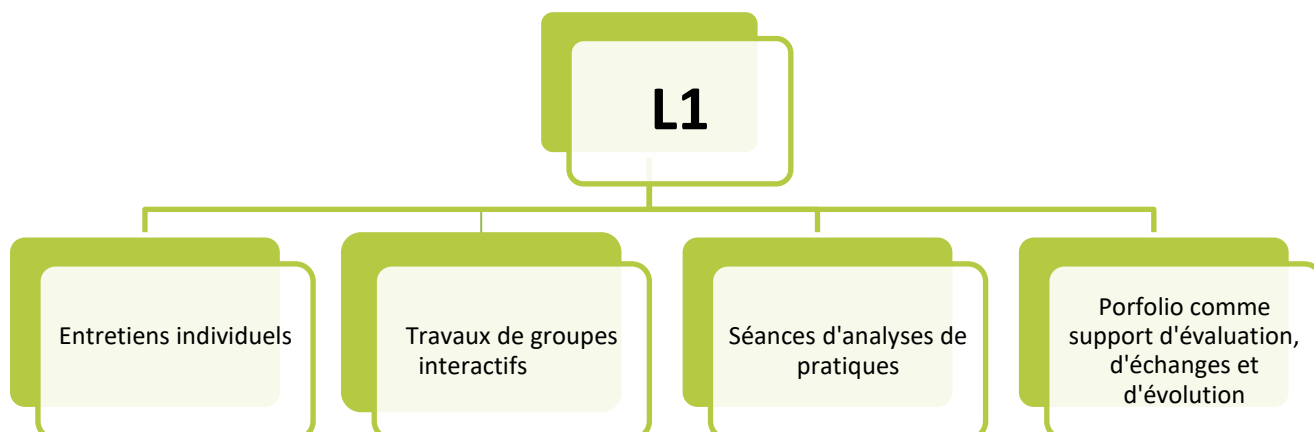 L1
Entretiens individuels
Travaux de groupes
interactifs
Séances d'analyses de
pratiques
Porfolio comme
support d'évaluation,
d'échanges et
d'évolution